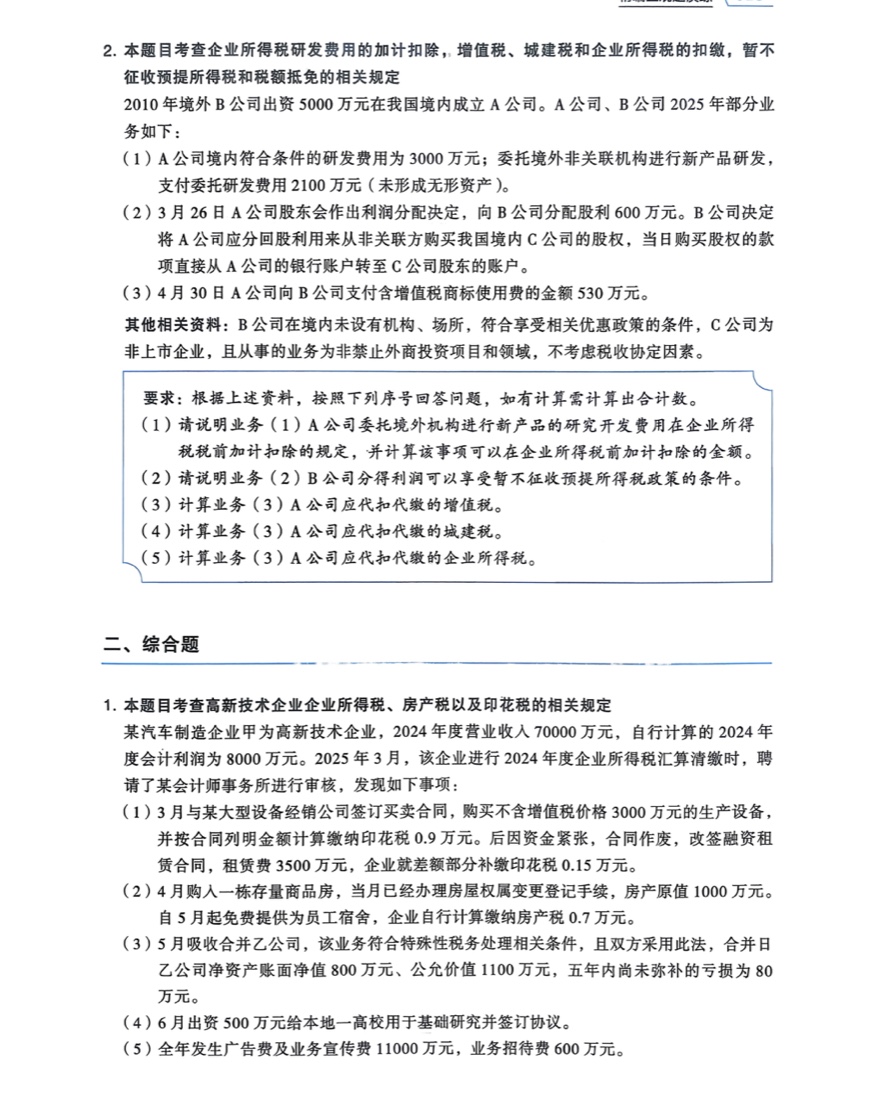 2. 本题目考查企业所得税研发费用的加计扣除，增值税、城建税和企业所得税的扣缴，暂不
征收预提所得税和税额抵免的相关规定
2010 年境外 B 公司出资 5000 万元在我国境内成立 A 公司。A 公司、B 公司 2025 年部分业
务如下：
（1）A 公司境内符合条件的研发费用为 3000 万元；委托境外非关联机构进行新产品研发，
支付委托研发费用 2100 万元（未形成无形资产）。
（2）3 月 26 日 A 公司股东会作出利润分配决定，向 B 公司分配股利 600 万元。B 公司决定
将 A 公司应分回股利用来从非关联方购买我国境内 C 公司的股权，当日购买股权的款
项直接从 A 公司的银行账户转至 C 公司股东的账户。
（3）4 月 30 日 A 公司向 B 公司支付含增值税商标使用费的金额 530 万元。
其他相关资料：B 公司在境内未设有机构、场所，符合享受相关优惠政策的条件，C 公司为
非上市企业，且从事的业务为非禁止外商投资项目和领域，不考虑税收协定因素。
要求：根据上述资料，按照下列序号回答问题，如有计算需计算出合计数。
（1）请说明业务（1）A 公司委托境外机构进行新产品的研究开发费用在企业所得
税税前加计扣除的规定，并计算该事项可以在企业所得税前加计扣除的金额。
（2）请说明业务（2）B 公司分得利润可以享受暂不征收预提所得税政策的条件。
（3）计算业务（3）A 公司应代扣代缴的增值税。
（4）计算业务（3）A 公司应代扣代缴的城建税。
（5）计算业务（3）A 公司应代扣代缴的企业所得税。
二、综合题
1. 本题目考查高新技术企业企业所得税、房产税以及印花税的相关规定
某汽车制造企业甲为高新技术企业，2024 年度营业收入 70000 万元，自行计算的 2024 年
度会计利润为 8000 万元。2025 年 3 月，该企业进行 2024 年度企业所得税汇算清缴时，聘
请了某会计师事务所进行审核，发现如下事项：
（1）3 月与某大型设备经销公司签订买卖合同，购买不含增值税价格 3000 万元的生产设备，
并按合同列明金额计算缴纳印花税 0.9 万元。后因资金紧张，合同作废，改签融资租
赁合同，租赁费 3500 万元，企业就差额部分补缴印花税 0.15 万元。
（2）4 月购入一栋存量商品房，当月已经办理房屋权属变更登记手续，房产原值 1000 万元。
自 5 月起免费提供为员工宿舍，企业自行计算缴纳房产税 0.7 万元。
（3）5 月吸收合并乙公司，该业务符合特殊性税务处理相关条件，且双方采用此法，合并日
乙公司净资产账面净值 800 万元、公允价值 1100 万元，五年内尚未弥补的亏损为 80
万元。
（4）6 月出资 500 万元给本地一高校用于基础研究并签订协议。
（5）全年发生广告费及业务宣传费 11000 万元，业务招待费 600 万元。